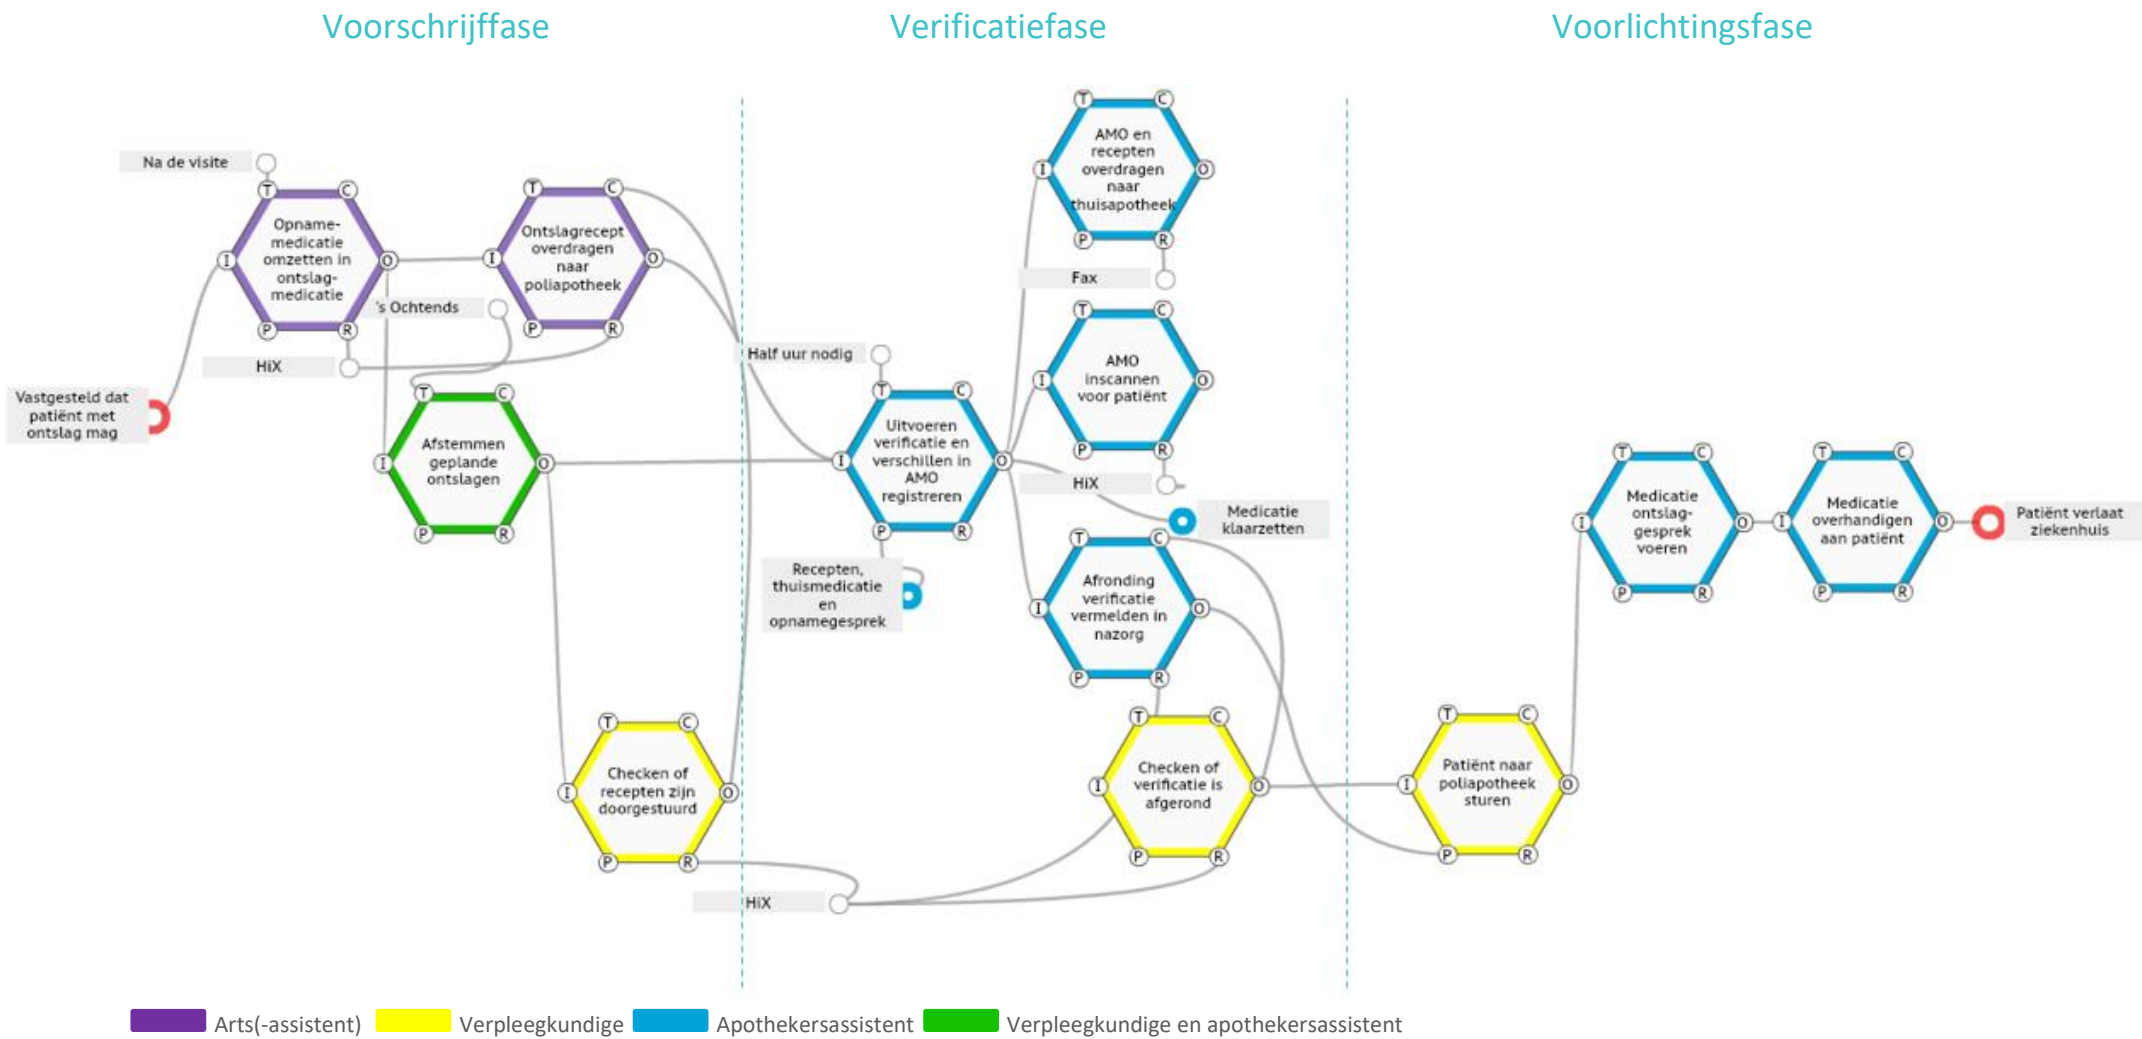 Voorschrijffase
Verificatiefase
Voorlichtingsfase
Na de visite
T
C
O
R
P
I
Opname-
medicatie
omzetten in
ontslag-
medicatie
HiX
Vastgesteld dat
patiënt met
ontslag mag
T
C
O
R
P
I
Ontslagrecept
overdragen
naar
poliapotheek
's Ochtends
T
C
O
R
P
I
Afstemmen
geplande
ontslagen
T
C
O
R
P
I
Checken of
recepten zijn
doorgestuurd
HiX
Half uur nodig
T
C
O
R
P
I
Uitvoeren
verificatie en
verschillen in
AMO
registreren
Recepten,
thuismedicatie
en
opnamegesprek
T
C
O
R
P
I
AMO en
recepten
overdragen
naar
thuisapotheek
Fax
T
C
O
R
P
I
AMO
inscannen
voor patiënt
HiX
Medicatie
klaarzetten
T
C
O
R
P
I
Afronding
verificatie
vermelden in
nazorg
T
C
O
R
P
I
Checken of
verificatie is
afgerond
T
C
O
R
P
I
Patiënt naar
poliapotheek
sturen
T
C
O
R
P
I
Medicatie
ontslag-
gesprek
voeren
T
C
O
R
P
I
Medicatie
overhandigen
aan patiënt
Patiënt verlaat
ziekenhuis
Arts(-assistent)
Verpleegkundige
Apothekersassistent
Verpleegkundige en apothekersassistent